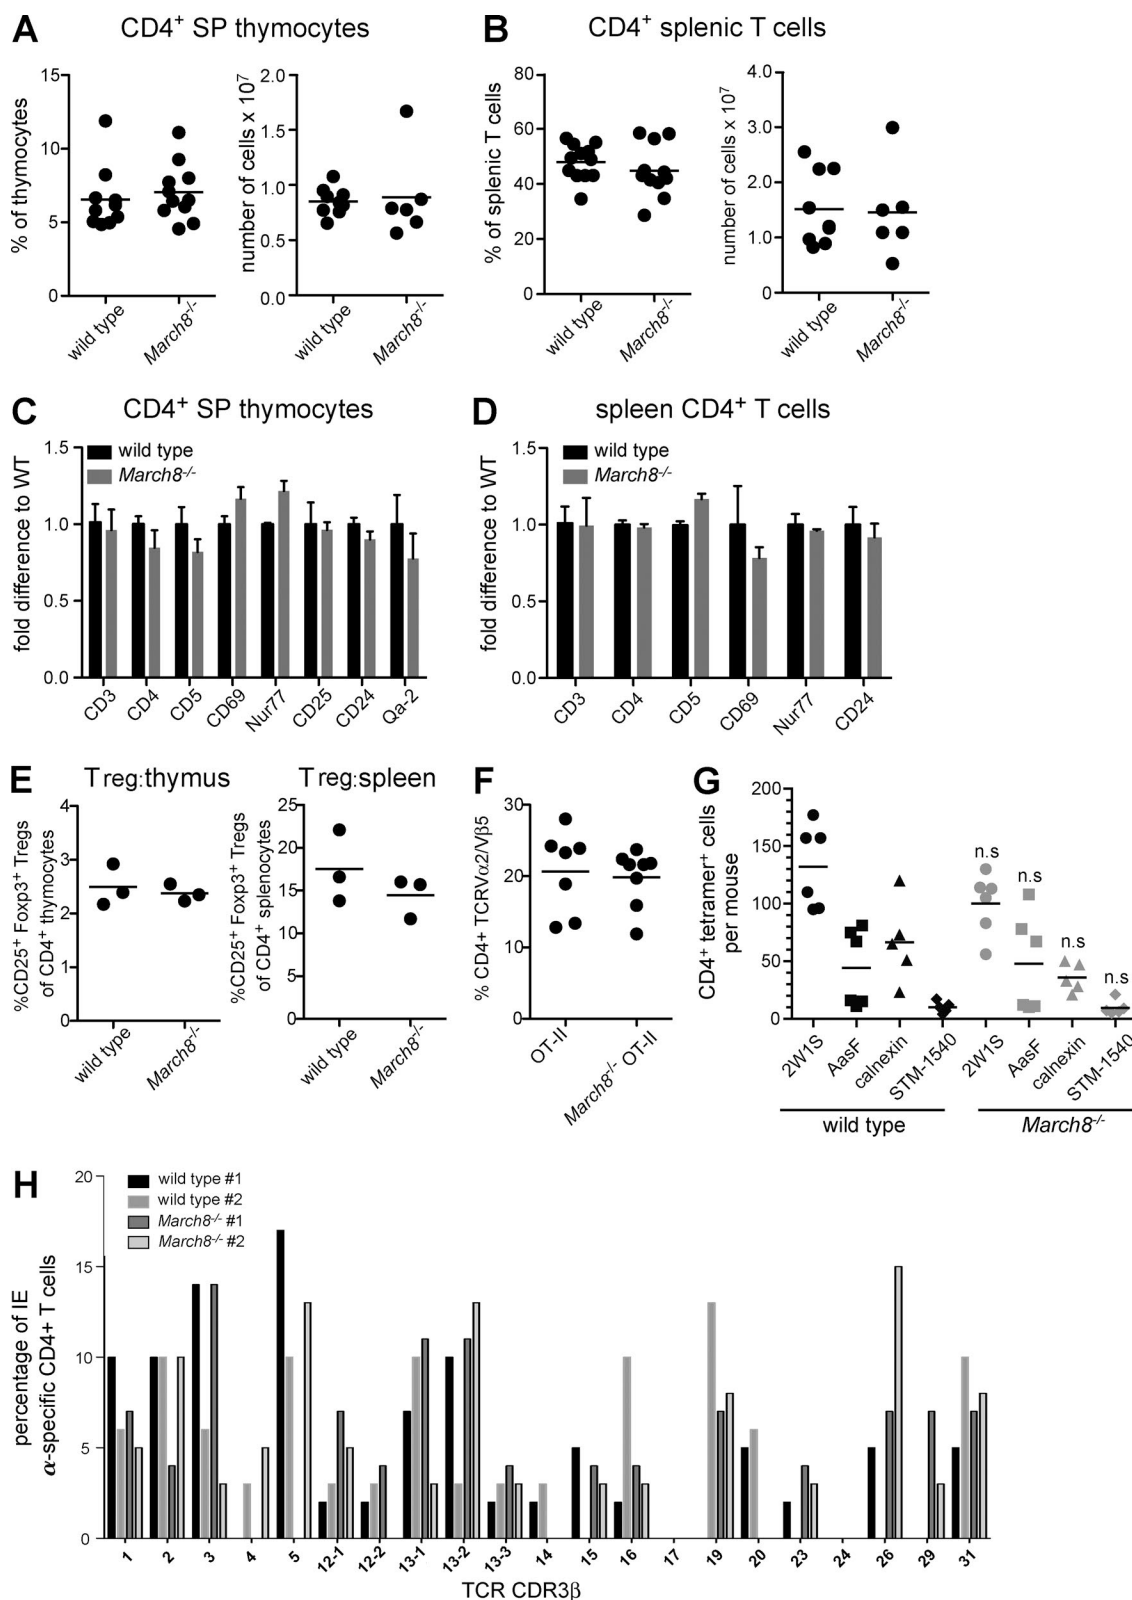 A
CD4⁺ SP thymocytes
% of thymocytes
15
10
5
0
wild type
March8⁻/⁻
number of cells x 10⁷
2.0
1.5
1.0
0.5
0.0
wild type
March8⁻/⁻
B
CD4⁺ splenic T cells
% of splenic T cells
80
60
40
20
0
wild type
March8⁻/⁻
number of cells x 10⁷
4.0
3.0
2.0
1.0
0
wild type
March8⁻/⁻
C
CD4⁺ SP thymocytes
fold difference to WT
1.5
1.0
0.5
0.0
wild type
March8⁻/⁻
CD3
CD4
CD5
CD69
Nur77
CD25
CD24
Qa-2
D
spleen CD4⁺ T cells
fold difference to WT
1.5
1.0
0.5
0.0
wild type
March8⁻/⁻
CD3
CD4
CD5
CD69
Nur77
CD24
E
Treg:thymus
%CD25⁺ Foxp3⁺ Tregs
of CD4⁺ thymocytes
4
3
2
1
0
wild type
March8⁻/⁻
Treg:spleen
%CD25⁺ Foxp3⁺ Tregs
of CD4⁺ splenocytes
25
20
15
10
5
0
wild type
March8⁻/⁻
F
% CD4+ TCRVα2/Vβ5
30
20
10
0
OT-II
March8⁻/⁻ OT-II
G
CD4⁺ tetramer⁺ cells
per mouse
200
150
100
50
0
n.s
n.s
n.s
n.s
2W1S
AasF
calnexin
STM-1540
2W1S
AasF
calnexin
STM-1540
wild type
March8⁻/⁻
H
percentage of IE
α-specific CD4+ T cells
20
15
10
5
0
wild type #1
wild type #2
March8⁻/⁻ #1
March8⁻/⁻ #2
1
2
3
4
5
12-1
12-2
13-1
13-2
13-3
14
15
16
17
19
20
23
24
26
29
31
TCR CDR3β